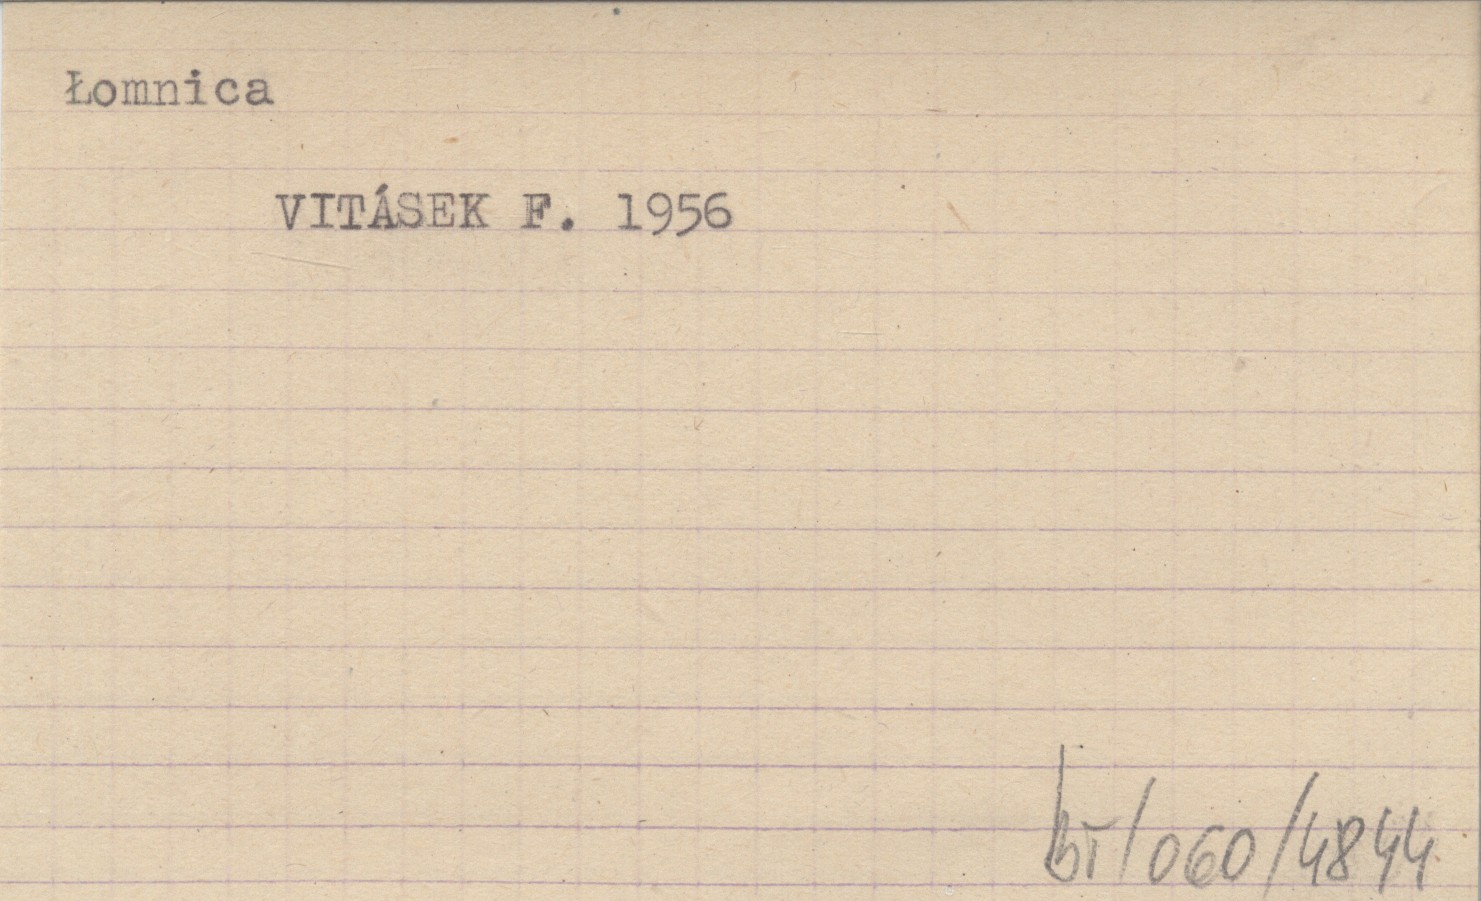 Łomnica
VITÁSEK F. 1956
bt/060/4844